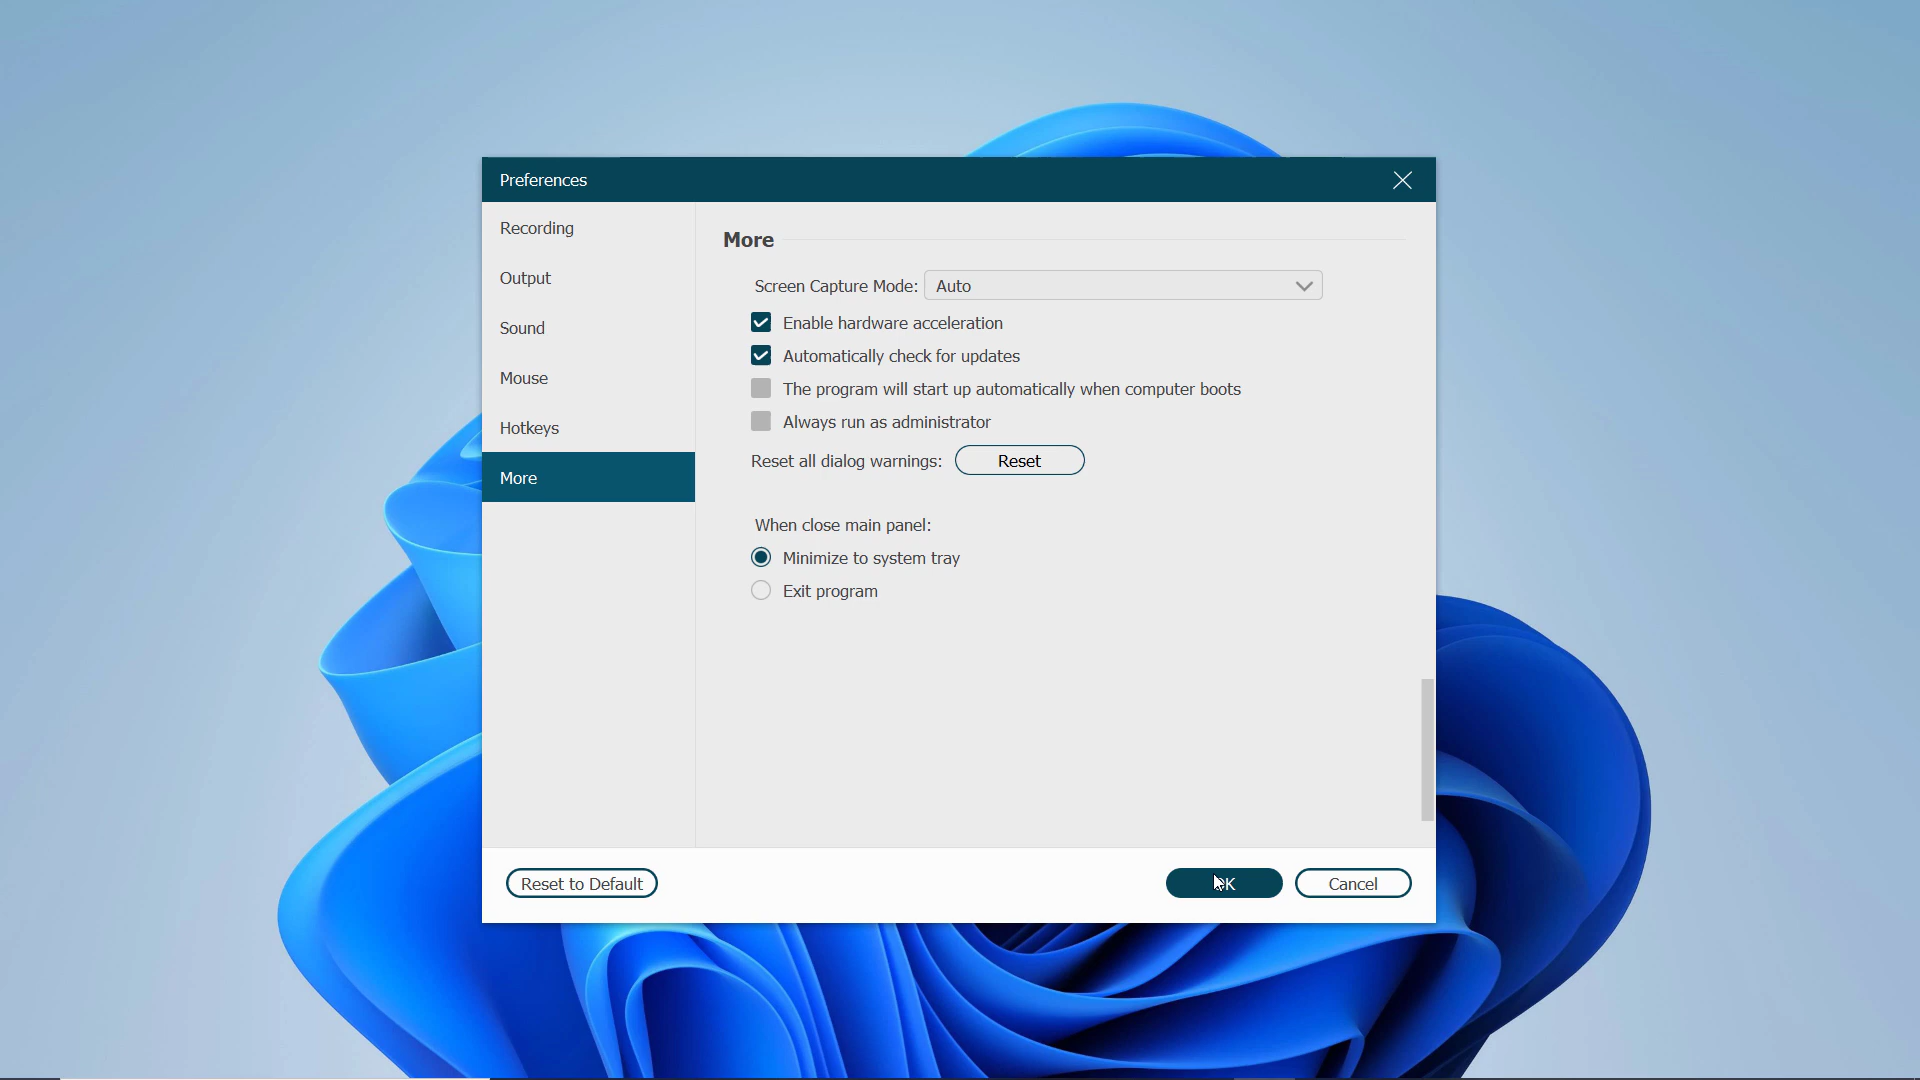 Preferences
Recording
Output
Sound
Mouse
Hotkeys
More
More
Screen Capture Mode: Auto
Enable hardware acceleration
Automatically check for updates
The program will start up automatically when computer boots
Always run as administrator
Reset all dialog warnings: Reset
When close main panel:
Minimize to system tray
Exit program
Reset to Default
OK
Cancel